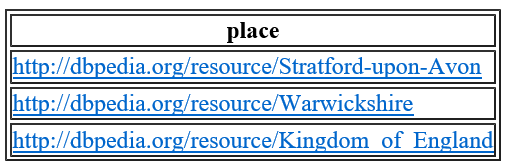 place
http://dbpedia.org/resource/Stratford-upon-Avon
http://dbpedia.org/resource/Warwickshire
http://dbpedia.org/resource/Kingdom_of_England